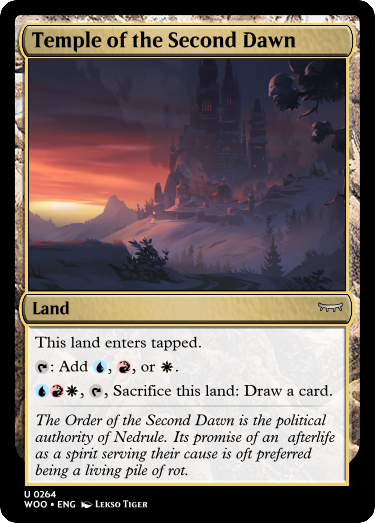 Temple of the Second Dawn
Land
This land enters tapped.
: Add , , or .
, , Sacrifice this land: Draw a card.
The Order of the Second Dawn is the political
authority of Nedrule. Its promise of an afterlife
as a spirit serving their cause is oft preferred
being a living pile of rot.
U 0264
WOO • ENG Lekso Tiger